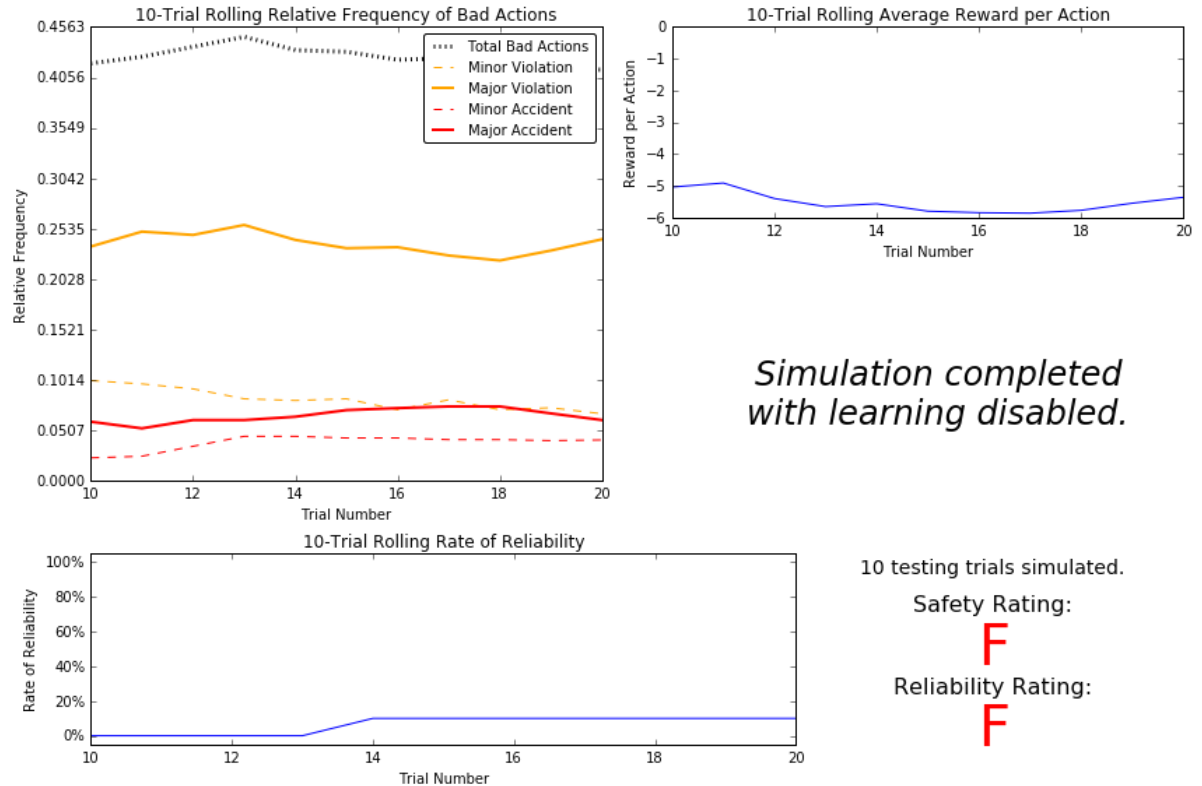 10-Trial Rolling Relative Frequency of Bad Actions
0.4563
0.4056
0.3549
0.3042
0.2535
0.2028
0.1521
0.1014
0.0507
0.0000
Relative Frequency
Total Bad Actions
Minor Violation
Major Violation
Minor Accident
Major Accident
10 12 14 16 18 20
Trial Number
10-Trial Rolling Average Reward per Action
0
−1
−2
−3
−4
−5
−6
Reward per Action
10 12 14 16 18 20
Trial Number
Simulation completed
with learning disabled.
10-Trial Rolling Rate of Reliability
100%
80%
60%
40%
20%
0%
Rate of Reliability
10 12 14 16 18 20
Trial Number
10 testing trials simulated.
Safety Rating:
F
Reliability Rating:
F